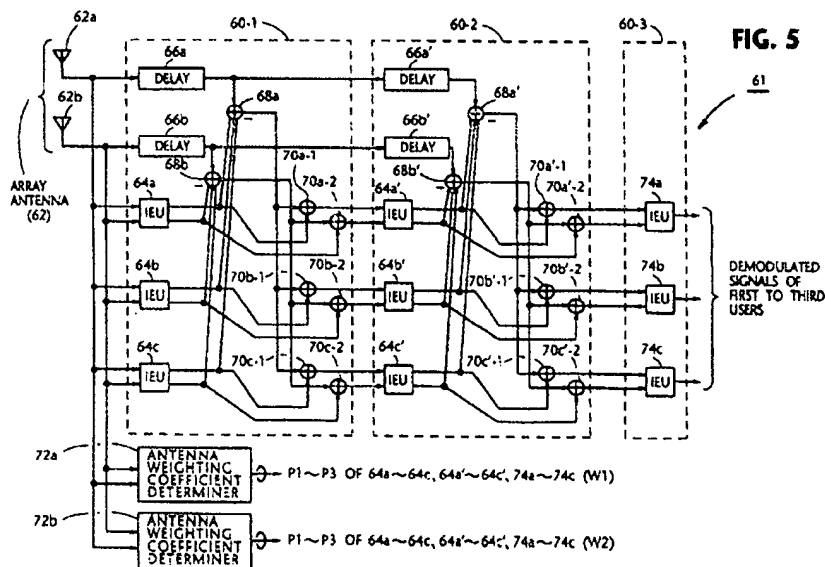 FIG. 5
61
62a
62b
ARRAY
ANTENNA
(62)
60-1
60-2
60-3
66a
DELAY
66a'
DELAY
68a
68a'
66b
DELAY
66b'
DELAY
68b
68b'
70a-1
70a-2
70a'-1
70a'-2
64a
IEU
64a'
IEU
74a
IEU
70b-1
70b-2
70b'-1
70b'-2
64b
IEU
64b'
IEU
74b
IEU
70c-1
70c-2
70c'-1
70c'-2
64c
IEU
64c'
IEU
74c
IEU
DEMODULATED
SIGNALS OF
FIRST TO THIRD
USERS
72a
ANTENNA
WEIGHTING
COEFFICIENT
DETERMINER
P1~P3 OF 64a~64c, 64a'~64c', 74a~74c (W1)
72b
ANTENNA
WEIGHTING
COEFFICIENT
DETERMINER
P1~P3 OF 64a~64c, 64a'~64c', 74a~74c (W2)